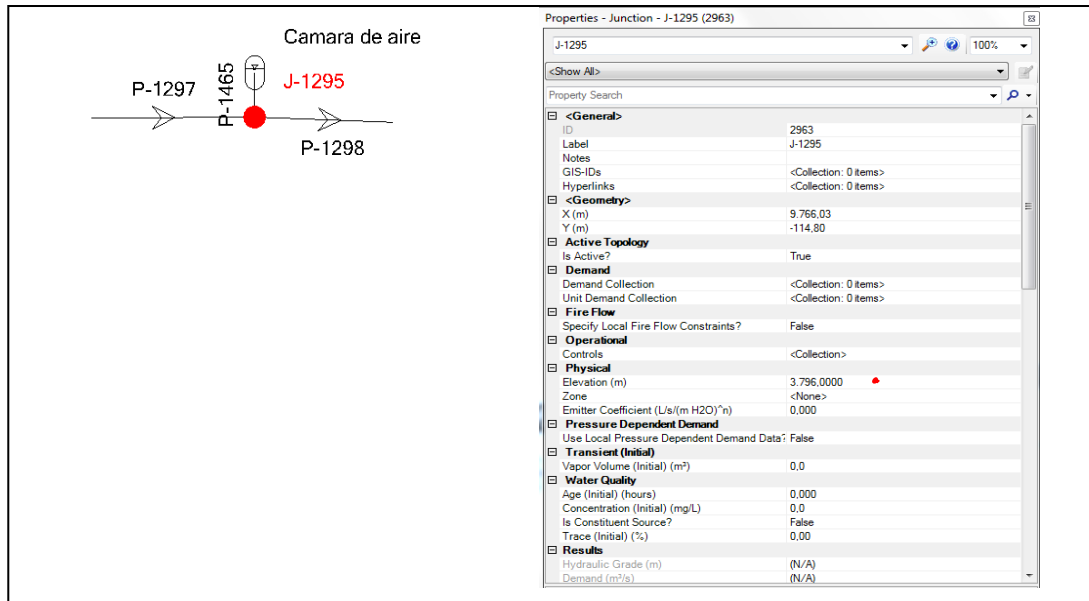 Camara de aire
P-1465
J-1295
P-1297
P-1298
Properties - Junction - J-1295 (2963)
J-1295
100%
<Show All>
Property Search
<General>
ID 2963
Label J-1295
Notes
GIS-IDs <Collection: 0 items>
Hyperlinks <Collection: 0 items>
<Geometry>
X (m) 9.766,03
Y (m) -114,80
Active Topology
Is Active? True
Demand
Demand Collection <Collection: 0 items>
Unit Demand Collection <Collection: 0 items>
Fire Flow
Specify Local Fire Flow Constraints? False
Operational
Controls <Collection>
Physical
Elevation (m) 3.796,0000
Zone <None>
Emitter Coefficient (L/s/(m H2O)^n) 0,000
Pressure Dependent Demand
Use Local Pressure Dependent Demand Data? False
Transient (Initial)
Vapor Volume (Initial) (m³) 0,0
Water Quality
Age (Initial) (hours) 0,000
Concentration (Initial) (mg/L) 0,0
Is Constituent Source? False
Trace (Initial) (%) 0,00
Results
Hydraulic Grade (m) (N/A)
Demand (m³/s) (N/A)